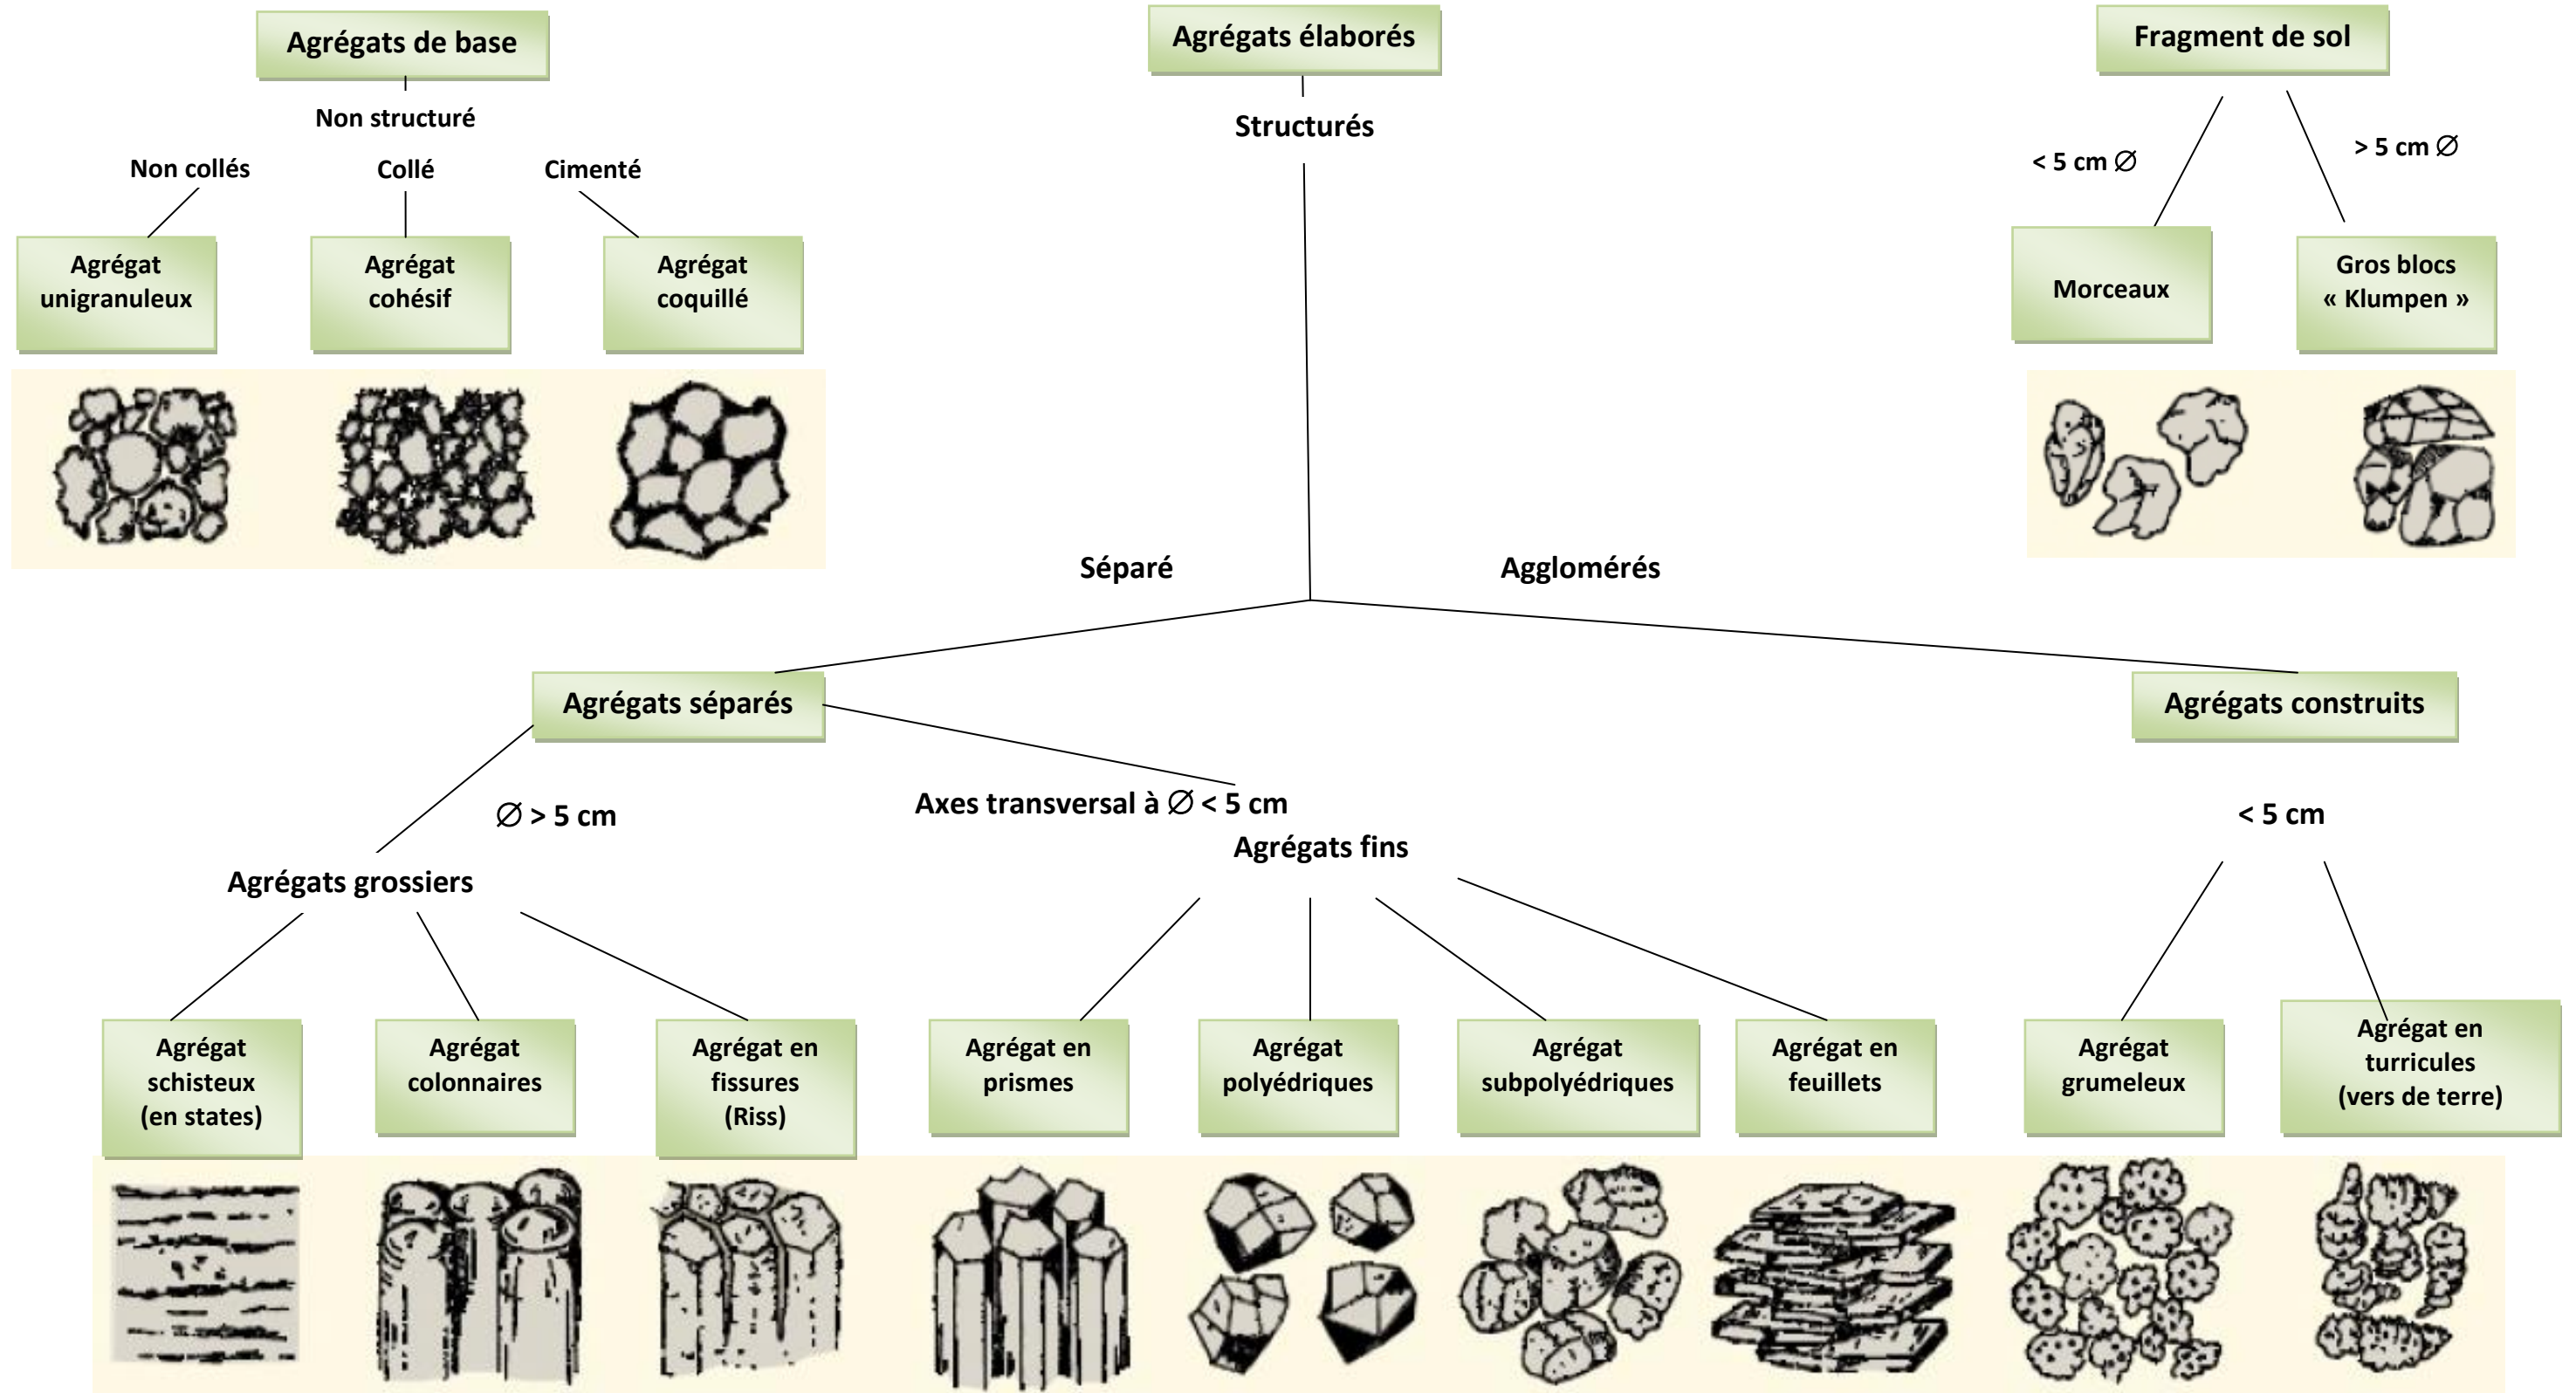 Agrégats de base
Non structuré
Non collés
Collé
Cimenté
Agrégat
unigranuleux
Agrégat
cohésif
Agrégat
coquillé
Agrégats élaborés
Structurés
Fragment de sol
< 5 cm ∅
> 5 cm ∅
Morceaux
Gros blocs
« Klumpen »
Séparé
Agglomérés
Agrégats séparés
Agrégats construits
∅ > 5 cm
Axes transversal à ∅ < 5 cm
< 5 cm
Agrégats grossiers
Agrégats fins
Agrégat
schisteux
(en states)
Agrégat
colonnaires
Agrégat en
fissures
(Riss)
Agrégat en
prismes
Agrégat
polyédriques
Agrégat
subpolyédriques
Agrégat en
feuillets
Agrégat
grumeleux
Agrégat en
turricules
(vers de terre)